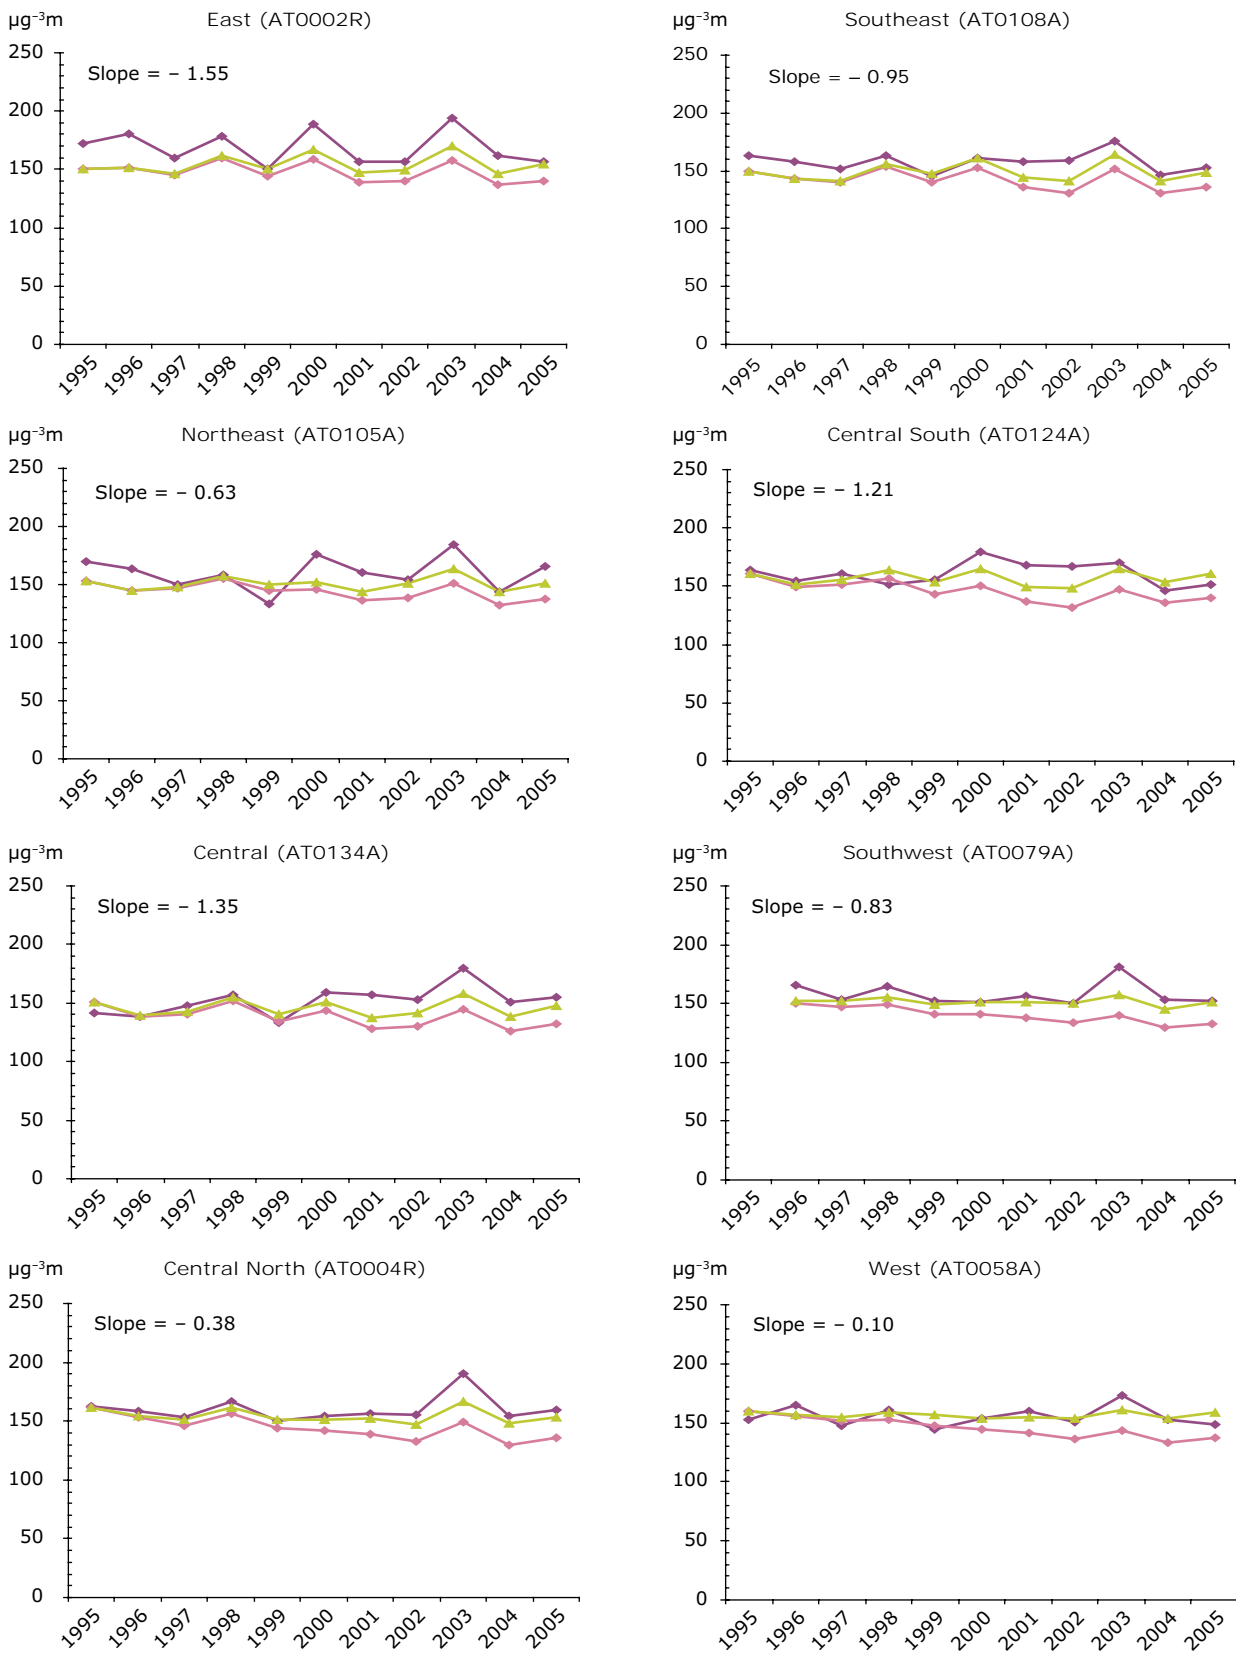 µg⁻³m East (AT0002R)
250
Slope = – 1.55
200
150
100
50
0
1995 1996 1997 1998 1999 2000 2001 2002 2003 2004 2005
µg⁻³m Southeast (AT0108A)
250
Slope = – 0.95
200
150
100
50
0
1995 1996 1997 1998 1999 2000 2001 2002 2003 2004 2005
µg⁻³m Northeast (AT0105A)
250
Slope = – 0.63
200
150
100
50
0
1995 1996 1997 1998 1999 2000 2001 2002 2003 2004 2005
µg⁻³m Central South (AT0124A)
250
Slope = – 1.21
200
150
100
50
0
1995 1996 1997 1998 1999 2000 2001 2002 2003 2004 2005
µg⁻³m Central (AT0134A)
250
Slope = – 1.35
200
150
100
50
0
1995 1996 1997 1998 1999 2000 2001 2002 2003 2004 2005
µg⁻³m Southwest (AT0079A)
250
Slope = – 0.83
200
150
100
50
0
1995 1996 1997 1998 1999 2000 2001 2002 2003 2004 2005
µg⁻³m Central North (AT0004R)
250
Slope = – 0.38
200
150
100
50
0
1995 1996 1997 1998 1999 2000 2001 2002 2003 2004 2005
µg⁻³m West (AT0058A)
250
Slope = – 0.10
200
150
100
50
0
1995 1996 1997 1998 1999 2000 2001 2002 2003 2004 2005